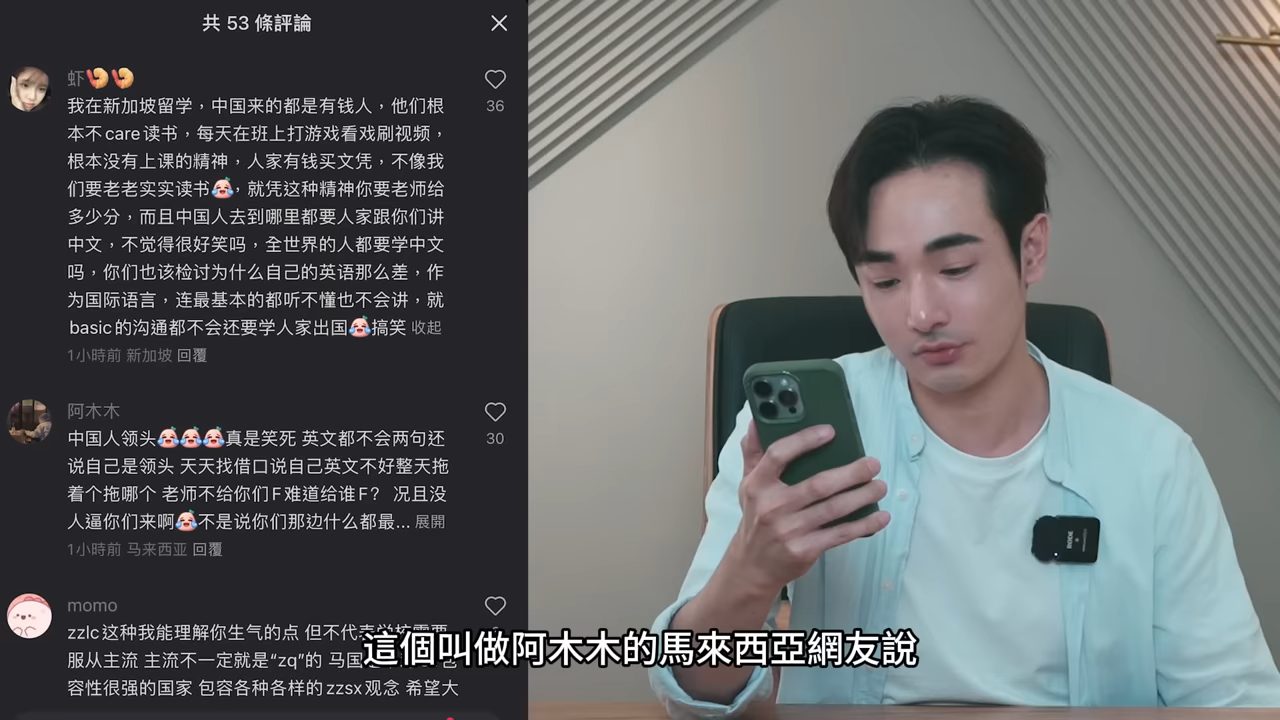 共 53 條評論
虾🍤🍤
36
我在新加坡留学，中国来的都是有钱人，他们根
本不care读书，每天在班上打游戏看戏刷视频，
根本没有上课的精神，人家有钱买文凭，不像我
们要老老实实读书😂，就凭这种精神你要老师给
多少分，而且中国人去到哪里都要人家跟你们讲
中文，不觉得很好笑吗，全世界的人都要学中文
吗，你们也该检讨为什么自己的英语那么差，作
为国际语言，连最基本的都听不懂也不会讲，就
basic的沟通都不会还要学人家出国😂搞笑 收起
1小時前 新加坡 回覆
阿木木
30
中国人领头😂😂😂真是笑死 英文都不会两句还
说自己是领头 天天找借口说自己英文不好整天拖
着个拖哪个 老师不给你们F难道给谁F? 况且没
人逼你们来啊😂不是说你们那边什么都最... 展開
1小時前 马来西亚 回覆
momo
zzlc这种我能理解你生气的点 但不代表
服从主流 主流不一定就是“zq”的 马国
容性很强的国家 包容各种各样的zzsx观念 希望大
這個叫做阿木木的馬來西亞網友說
RODE